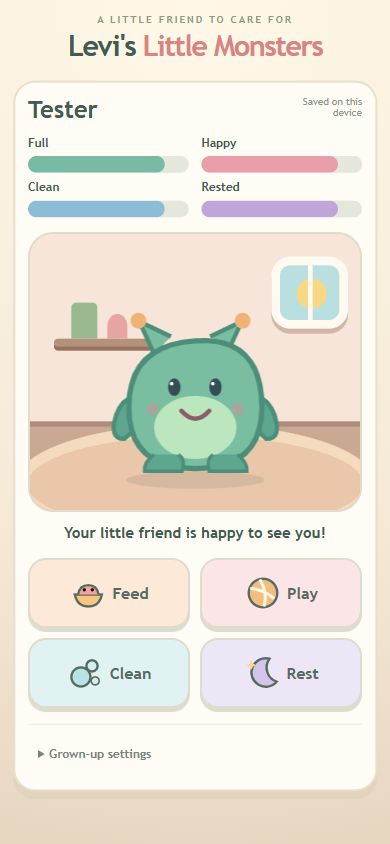 A LITTLE FRIEND TO CARE FOR
Levi's Little Monsters
Tester
Saved on this
device
Full
Happy
Clean
Rested
Your little friend is happy to see you!
Feed
Play
Clean
Rest
Grown-up settings